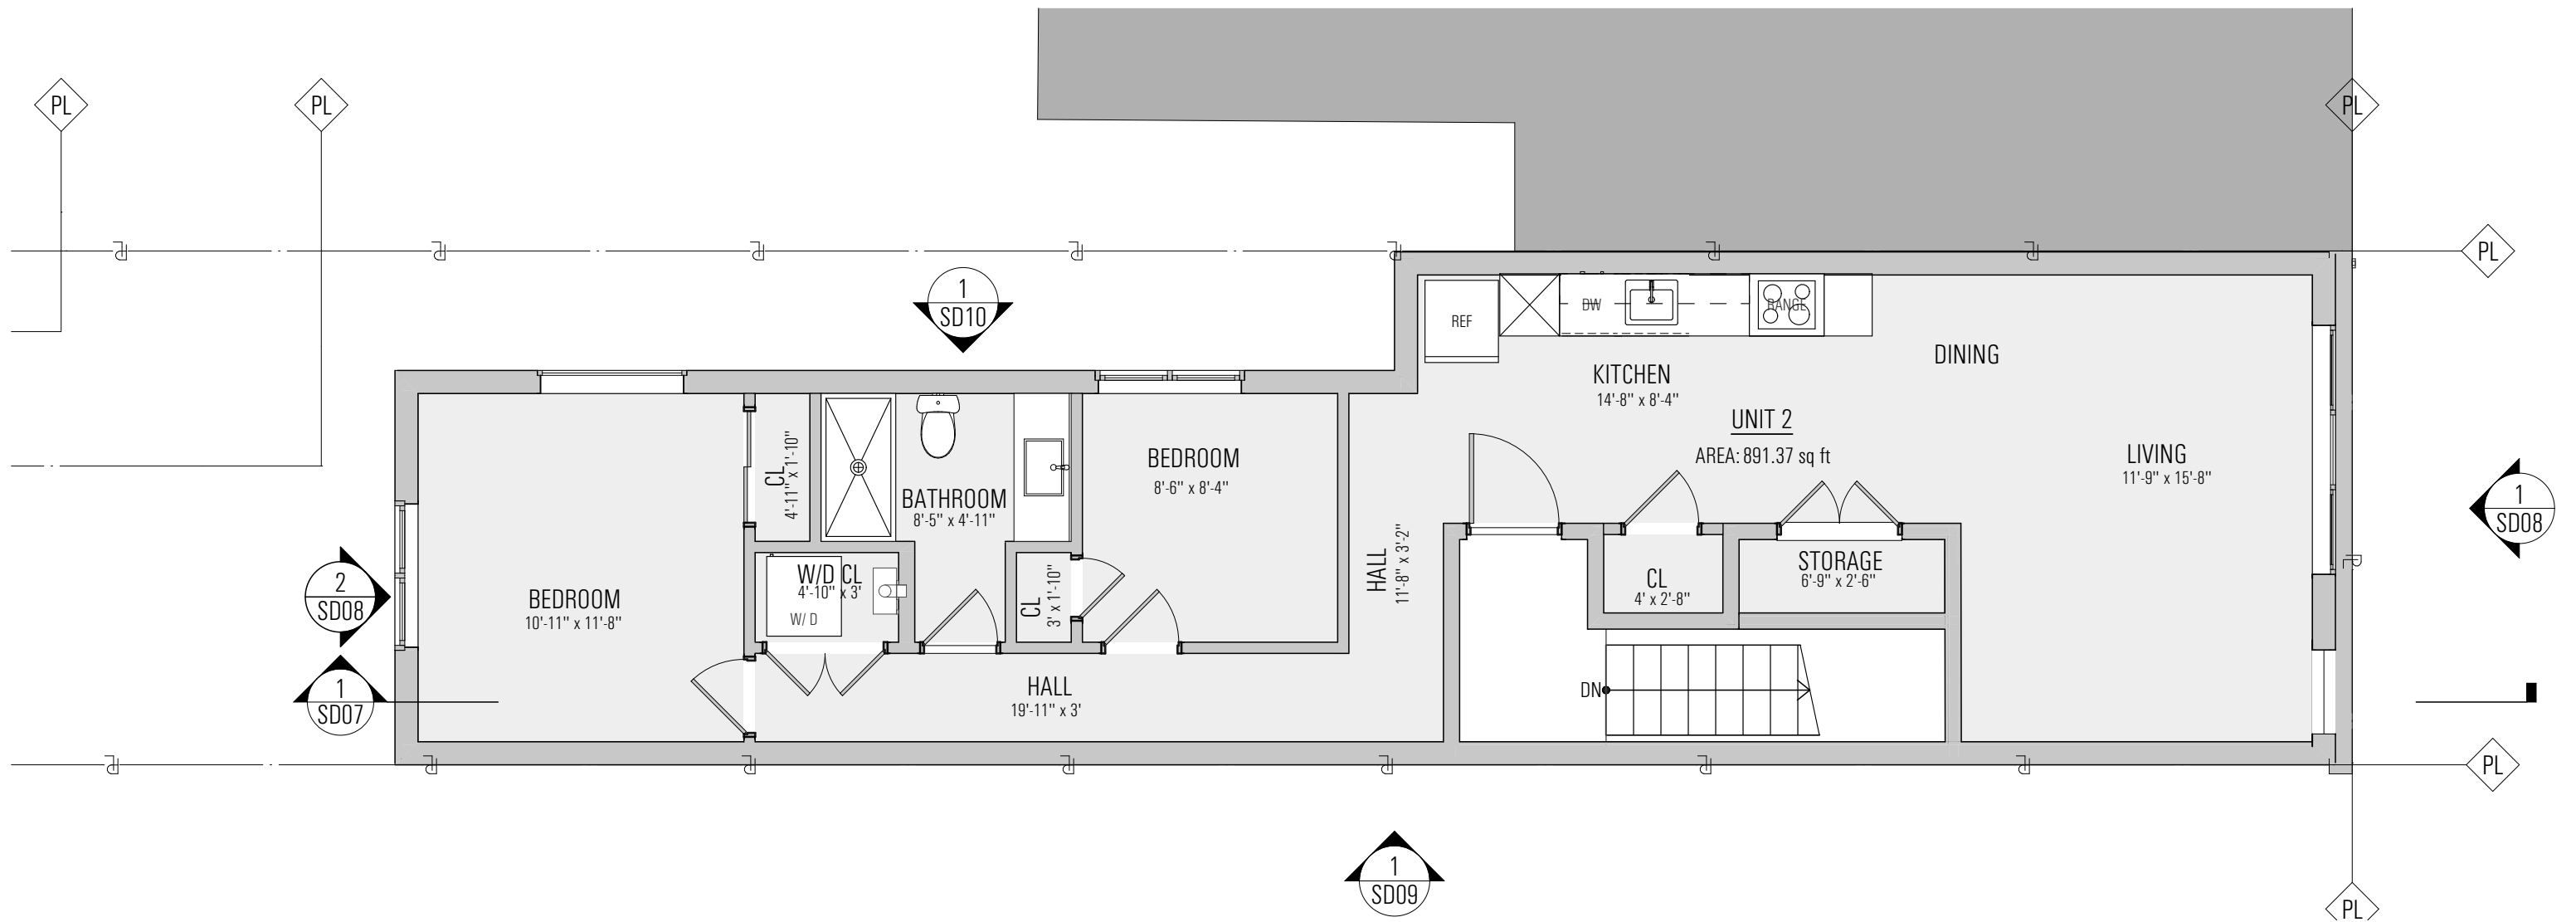 PL
PL
PL
PL
1
SD10
REF
DW
RANGE
DINING
KITCHEN
14'-8" x 8'-4"
UNIT 2
AREA: 891.37 sq ft
LIVING
11'-9" x 15'-8"
1
SD08
CL
4'-11" x 1'-10"
BATHROOM
8'-5" x 4'-11"
BEDROOM
8'-6" x 8'-4"
HALL
11'-8" x 3'-2"
STORAGE
6'-9" x 2'-6"
CL
4' x 2'-8"
W/D CL
4'-10" x 3'
W/ D
CL
3' x 1'-10"
2
SD08
BEDROOM
10'-11" x 11'-8"
1
SD07
HALL
19'-11" x 3'
DN
PL
1
SD09
PL